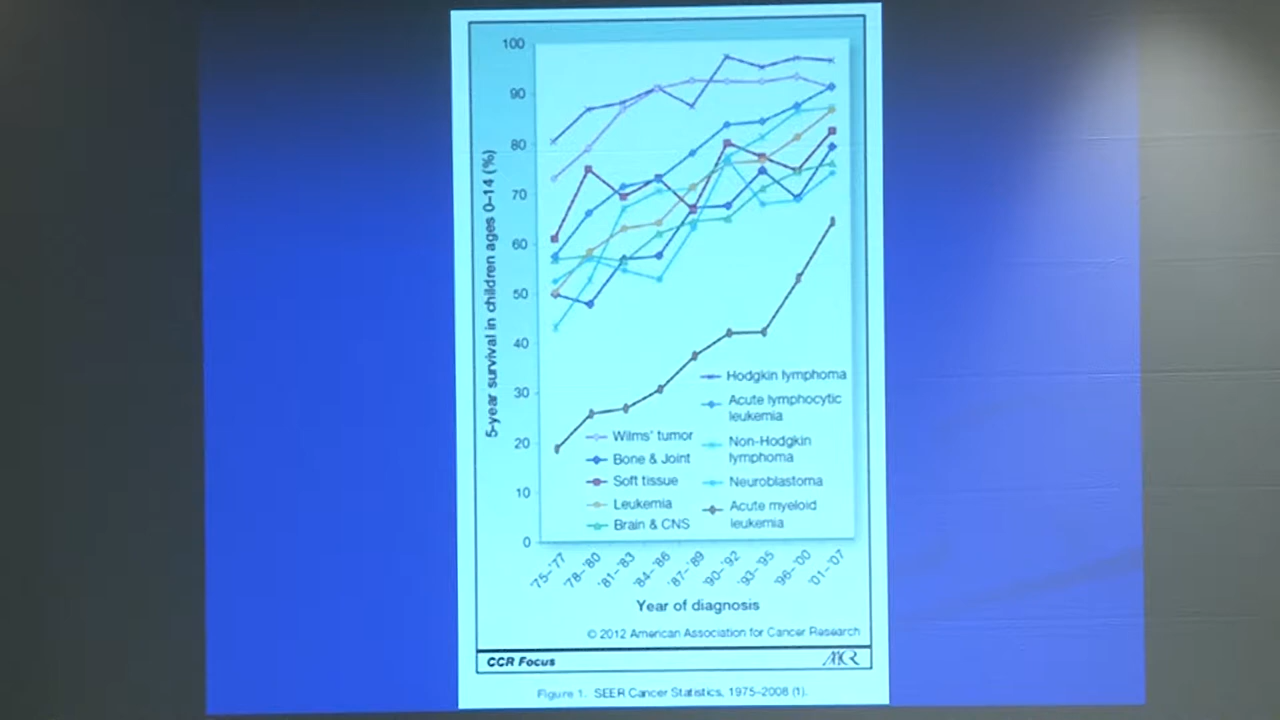 100
90
80
70
60
50
40
30
20
10
0
5-year survival in children ages 0–14 (%)
Hodgkin lymphoma
Acute lymphocytic
leukemia
Wilms' tumor
Non-Hodgkin
lymphoma
Bone & Joint
Soft tissue
Neuroblastoma
Leukemia
Acute myeloid
leukemia
Brain & CNS
'75–'77
'78–'80
'81–'83
'84–'86
'87–'89
'90–'92
'93–'95
'96–'00
'01–'07
Year of diagnosis
© 2012 American Association for Cancer Research
CCR Focus
Figure 1. SEER Cancer Statistics, 1975–2008 (1).